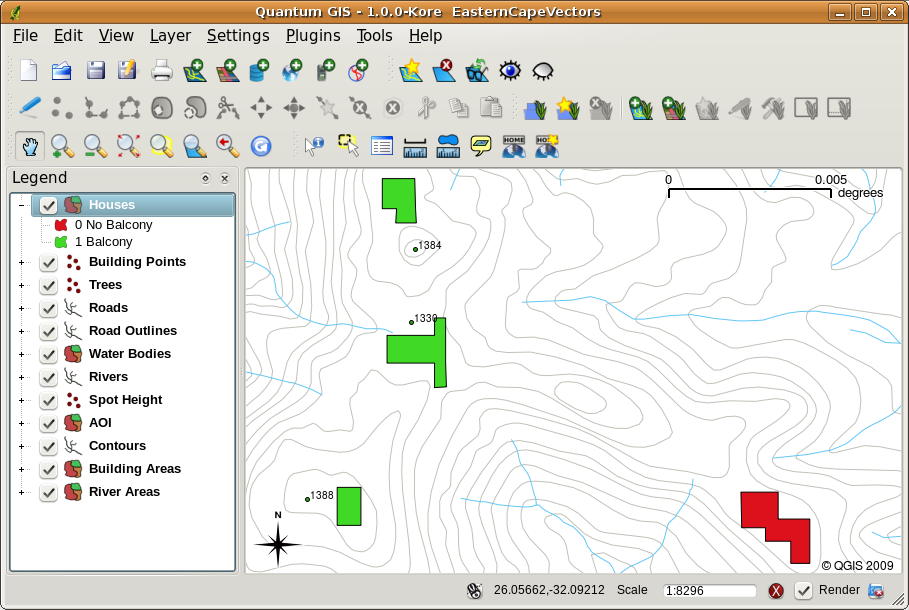 Quantum GIS - 1.0.0-Kore EasternCapeVectors
File Edit View Layer Settings Plugins Tools Help
HOME HOME
Legend
Houses
0 No Balcony
1 Balcony
Building Points
Trees
Roads
Road Outlines
Water Bodies
Rivers
Spot Height
AOI
Contours
Building Areas
River Areas
0 0.005
degrees
1384
1330
1388
N
© QGIS 2009
26.05662,-32.09212 Scale 1:8296 Render